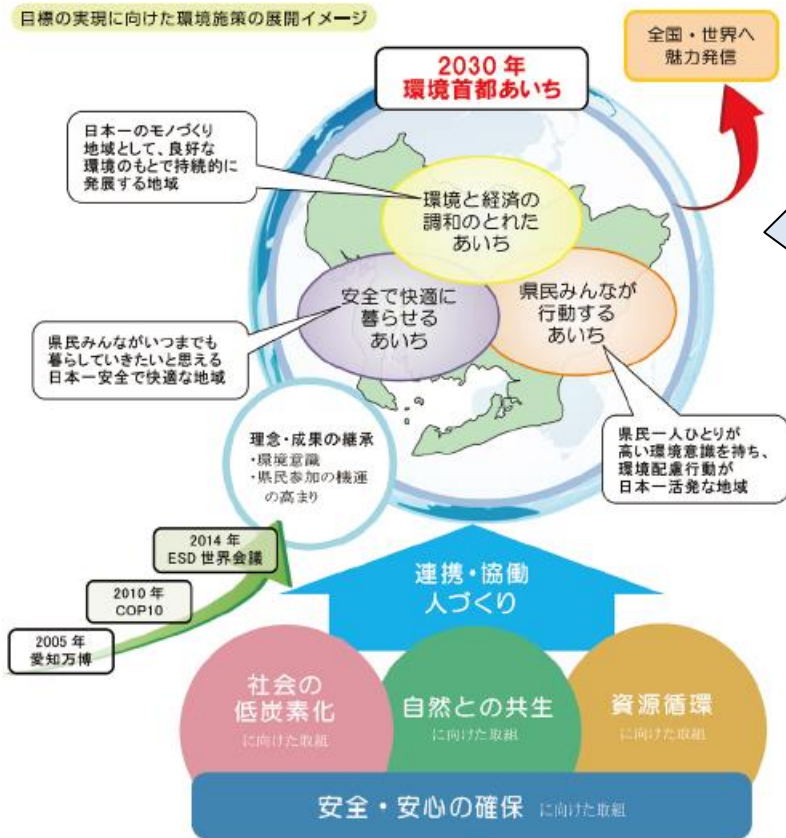 目標の実現に向けた環境施策の展開イメージ
全国・世界へ
魅力発信
2030年
環境首都あいち
日本一のモノづくり
地域として、良好な
環境のもとで持続的に
発展する地域
環境と経済の
調和のとれた
あいち
安全で快適に
暮らせる
あいち
県民みんなが
行動する
あいち
県民みんながいつまでも
暮らしていきたいと思える
日本一安全で快適な地域
県民一人ひとりが
高い環境意識を持ち、
環境配慮行動が
日本一活発な地域
理念・成果の継承
・環境意識
・県民参加の機運
の高まり
2014年
ESD世界会議
2010年
COP10
2005年
愛知万博
連携・協働
人づくり
社会の
低炭素化
に向けた取組
自然との共生
に向けた取組
資源循環
に向けた取組
安全・安心の確保 に向けた取組